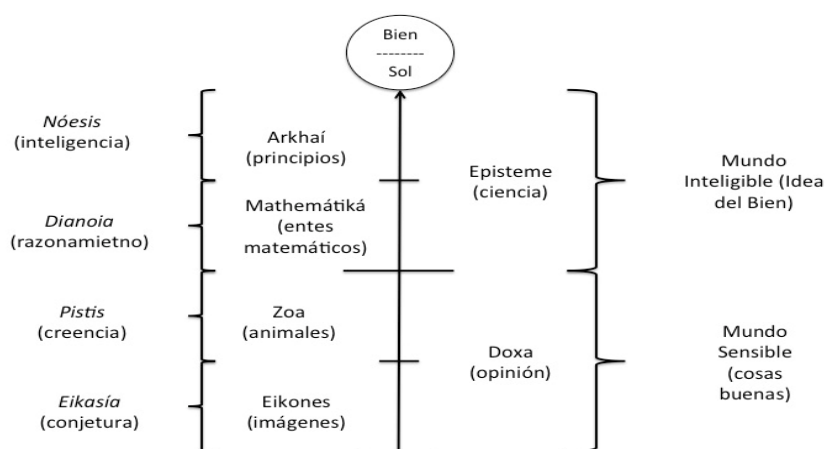 Bien
--------
Sol
Nóesis
(inteligencia)
Arkhaí
(principios)
Episteme
(ciencia)
Mundo
Inteligible (Idea
del Bien)
Dianoia
(razonamietno)
Mathemátiká
(entes
matemáticos)
Pistis
(creencia)
Zoa
(animales)
Doxa
(opinión)
Mundo
Sensible
(cosas
buenas)
Eikasía
(conjetura)
Eikones
(imágenes)